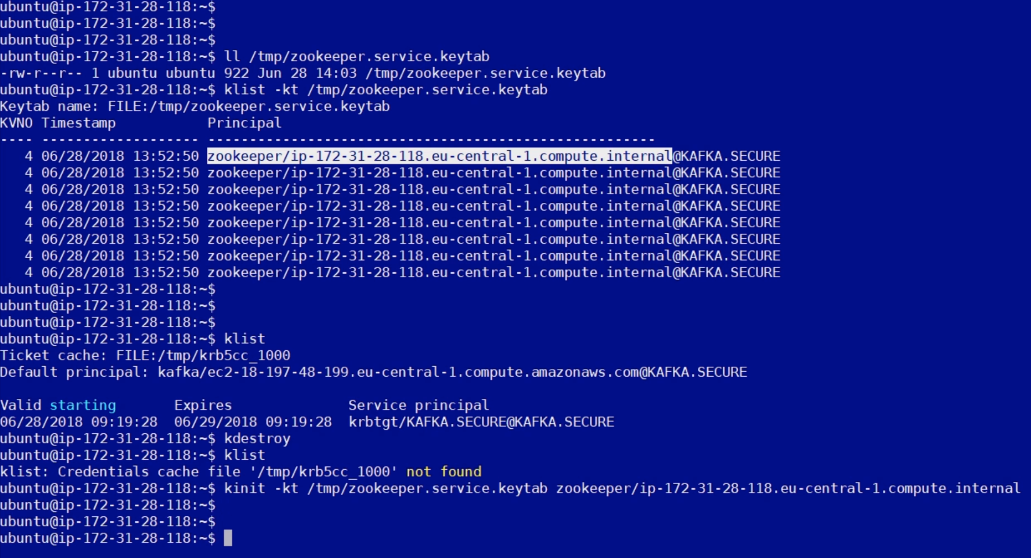 ubuntu@ip-172-31-28-118:~$
ubuntu@ip-172-31-28-118:~$
ubuntu@ip-172-31-28-118:~$
ubuntu@ip-172-31-28-118:~$ ll /tmp/zookeeper.service.keytab
-rw-r--r-- 1 ubuntu ubuntu 922 Jun 28 14:03 /tmp/zookeeper.service.keytab
ubuntu@ip-172-31-28-118:~$ klist -kt /tmp/zookeeper.service.keytab
Keytab name: FILE:/tmp/zookeeper.service.keytab
KVNO Timestamp           Principal
---- ------------------- ------------------------------------------------------
   4 06/28/2018 13:52:50 zookeeper/ip-172-31-28-118.eu-central-1.compute.internal@KAFKA.SECURE
   4 06/28/2018 13:52:50 zookeeper/ip-172-31-28-118.eu-central-1.compute.internal@KAFKA.SECURE
   4 06/28/2018 13:52:50 zookeeper/ip-172-31-28-118.eu-central-1.compute.internal@KAFKA.SECURE
   4 06/28/2018 13:52:50 zookeeper/ip-172-31-28-118.eu-central-1.compute.internal@KAFKA.SECURE
   4 06/28/2018 13:52:50 zookeeper/ip-172-31-28-118.eu-central-1.compute.internal@KAFKA.SECURE
   4 06/28/2018 13:52:50 zookeeper/ip-172-31-28-118.eu-central-1.compute.internal@KAFKA.SECURE
   4 06/28/2018 13:52:50 zookeeper/ip-172-31-28-118.eu-central-1.compute.internal@KAFKA.SECURE
   4 06/28/2018 13:52:50 zookeeper/ip-172-31-28-118.eu-central-1.compute.internal@KAFKA.SECURE
ubuntu@ip-172-31-28-118:~$
ubuntu@ip-172-31-28-118:~$
ubuntu@ip-172-31-28-118:~$
ubuntu@ip-172-31-28-118:~$ klist
Ticket cache: FILE:/tmp/krb5cc_1000
Default principal: kafka/ec2-18-197-48-199.eu-central-1.compute.amazonaws.com@KAFKA.SECURE

Valid starting       Expires              Service principal
06/28/2018 09:19:28  06/29/2018 09:19:28  krbtgt/KAFKA.SECURE@KAFKA.SECURE
ubuntu@ip-172-31-28-118:~$ kdestroy
ubuntu@ip-172-31-28-118:~$ klist
klist: Credentials cache file '/tmp/krb5cc_1000' not found
ubuntu@ip-172-31-28-118:~$ kinit -kt /tmp/zookeeper.service.keytab zookeeper/ip-172-31-28-118.eu-central-1.compute.internal
ubuntu@ip-172-31-28-118:~$
ubuntu@ip-172-31-28-118:~$
ubuntu@ip-172-31-28-118:~$